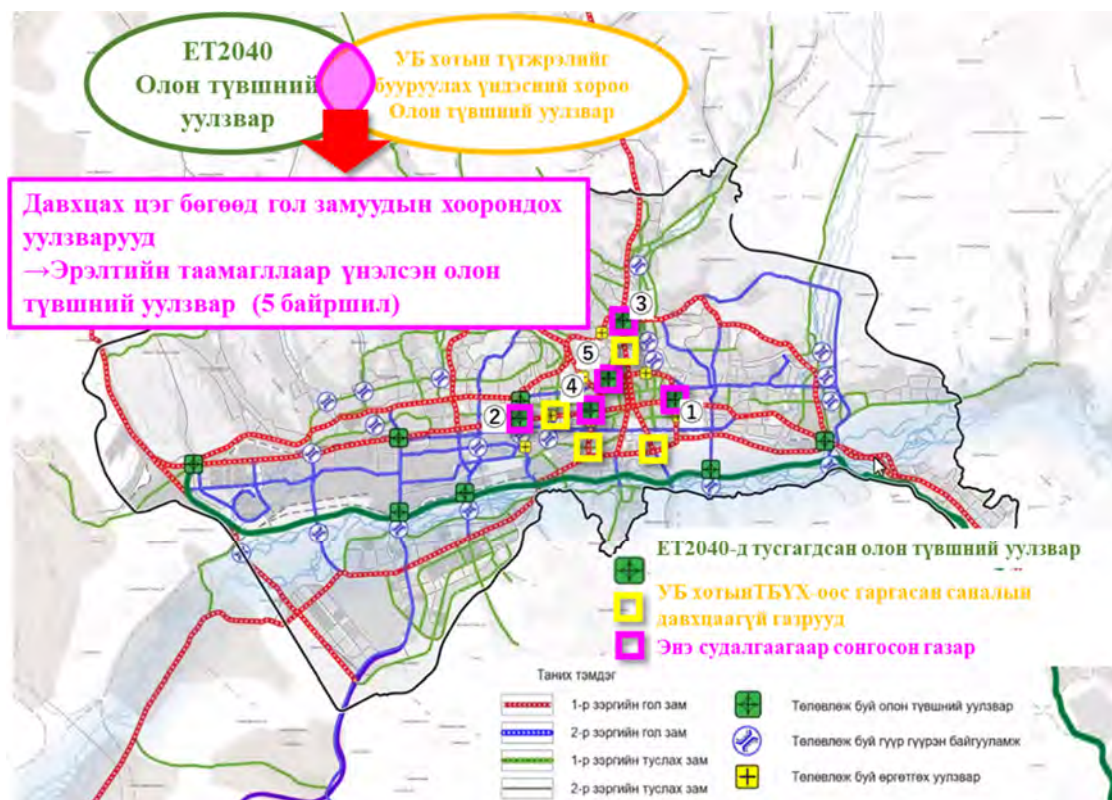 ЕТ2040
Олон түвшний
уулзвар
УБ хотын түтжрэлийг
бууруулах үндэсний хороо
Олон түвшний уулзвар
Давхцах цэг бөгөөд гол замуудын хоорондох
уулзварууд
→Эрэлтийн таамагллаар үнэлсэн олон
түвшний уулзвар (5 байршил)
③
⑤
④
②
①
ЕТ2040-д тусгагдсан олон түвшний уулзвар
УБ хотынТБҮХ-оос гаргасан саналын
давхцаагүй газрууд
Энэ судалгаагаар сонгосон газар
Таних тэмдэг
1-р зэргийн гол зам
2-р зэргийн гол зам
1-р зэргийн туслах зам
2-р зэргийн туслах зам
Төлөвлөж буй олон түвшний уулзвар
Төлөвлөж буй гүүр гүүрэн байгууламж
Төлөвлөж буй өргөтгөх уулзвар